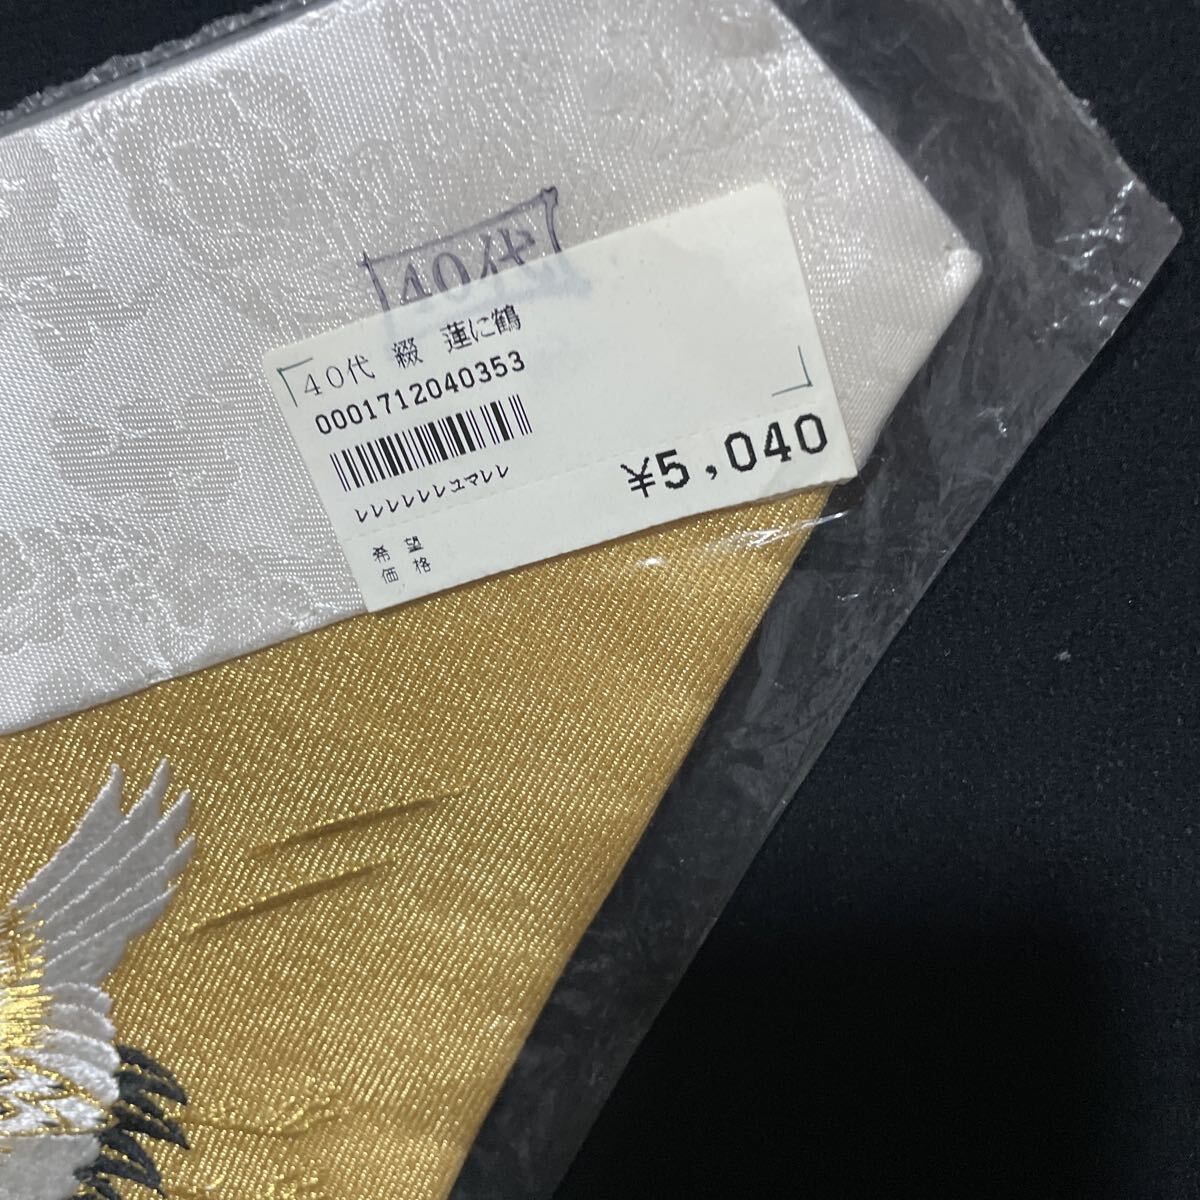 40代
40代 綴 蓮に鶴
0001712040353
レレレレレレユマレレ
¥5,040
希望
価格